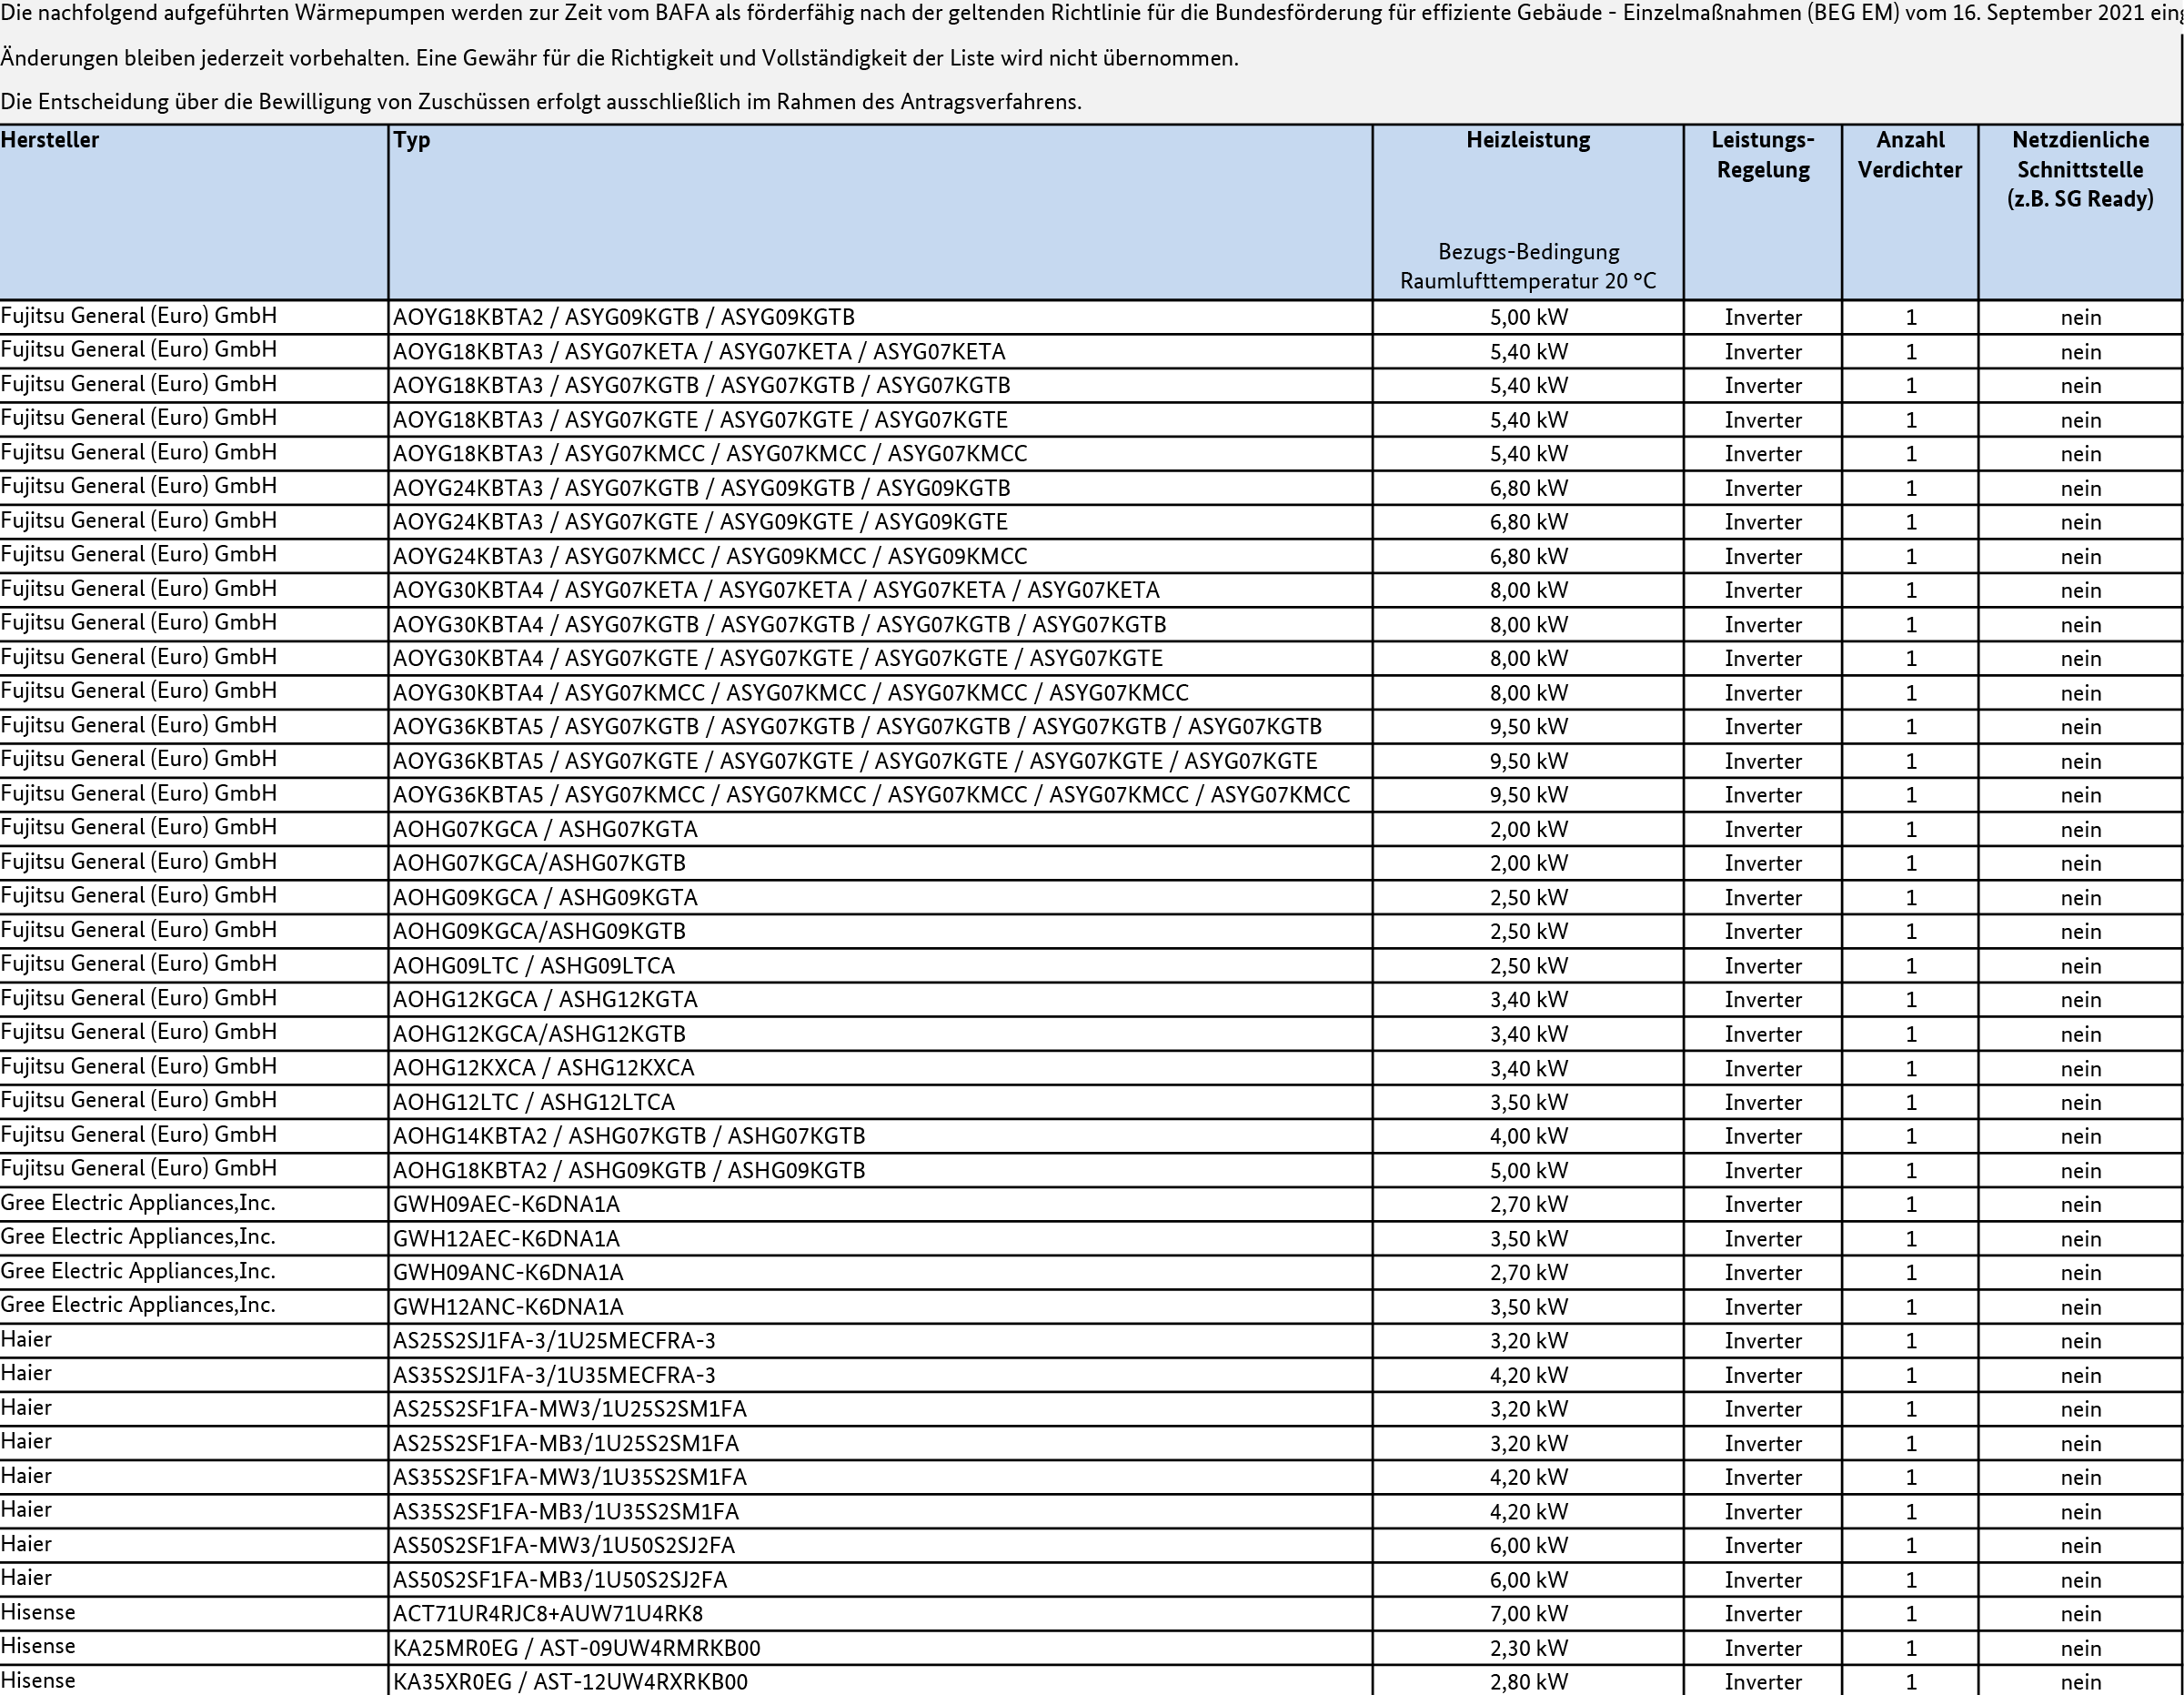 Die nachfolgend aufgeführten Wärmepumpen werden zur Zeit vom BAFA als förderfähig nach der geltenden Richtlinie für die Bundesförderung für effiziente Gebäude - Einzelmaßnahmen (BEG EM) vom 16. September 2021
Änderungen bleiben jederzeit vorbehalten. Eine Gewähr für die Richtigkeit und Vollständigkeit der Liste wird nicht übernommen.
Die Entscheidung über die Bewilligung von Zuschüssen erfolgt ausschließlich im Rahmen des Antragsverfahrens.
Hersteller Typ Heizleistung Leistungs- Anzahl Netzdienliche
Regelung Verdichter Schnittstelle
(z.B. SG Ready)
Bezugs-Bedingung
Raumlufttemperatur 20 °C
Fujitsu General (Euro) GmbH AOYG18KBTA2 / ASYG09KGTB / ASYG09KGTB 5,00 kW Inverter 1 nein
Fujitsu General (Euro) GmbH AOYG18KBTA3 / ASYG07KETA / ASYG07KETA / ASYG07KETA 5,40 kW Inverter 1 nein
Fujitsu General (Euro) GmbH AOYG18KBTA3 / ASYG07KGTB / ASYG07KGTB / ASYG07KGTB 5,40 kW Inverter 1 nein
Fujitsu General (Euro) GmbH AOYG18KBTA3 / ASYG07KGTE / ASYG07KGTE / ASYG07KGTE 5,40 kW Inverter 1 nein
Fujitsu General (Euro) GmbH AOYG18KBTA3 / ASYG07KMCC / ASYG07KMCC / ASYG07KMCC 5,40 kW Inverter 1 nein
Fujitsu General (Euro) GmbH AOYG24KBTA3 / ASYG07KGTB / ASYG09KGTB / ASYG09KGTB 6,80 kW Inverter 1 nein
Fujitsu General (Euro) GmbH AOYG24KBTA3 / ASYG07KGTE / ASYG09KGTE / ASYG09KGTE 6,80 kW Inverter 1 nein
Fujitsu General (Euro) GmbH AOYG24KBTA3 / ASYG07KMCC / ASYG09KMCC / ASYG09KMCC 6,80 kW Inverter 1 nein
Fujitsu General (Euro) GmbH AOYG30KBTA4 / ASYG07KETA / ASYG07KETA / ASYG07KETA / ASYG07KETA 8,00 kW Inverter 1 nein
Fujitsu General (Euro) GmbH AOYG30KBTA4 / ASYG07KGTB / ASYG07KGTB / ASYG07KGTB / ASYG07KGTB 8,00 kW Inverter 1 nein
Fujitsu General (Euro) GmbH AOYG30KBTA4 / ASYG07KGTE / ASYG07KGTE / ASYG07KGTE / ASYG07KGTE 8,00 kW Inverter 1 nein
Fujitsu General (Euro) GmbH AOYG30KBTA4 / ASYG07KMCC / ASYG07KMCC / ASYG07KMCC / ASYG07KMCC 8,00 kW Inverter 1 nein
Fujitsu General (Euro) GmbH AOYG36KBTA5 / ASYG07KGTB / ASYG07KGTB / ASYG07KGTB / ASYG07KGTB / ASYG07KGTB 9,50 kW Inverter 1 nein
Fujitsu General (Euro) GmbH AOYG36KBTA5 / ASYG07KGTE / ASYG07KGTE / ASYG07KGTE / ASYG07KGTE / ASYG07KGTE 9,50 kW Inverter 1 nein
Fujitsu General (Euro) GmbH AOYG36KBTA5 / ASYG07KMCC / ASYG07KMCC / ASYG07KMCC / ASYG07KMCC / ASYG07KMCC 9,50 kW Inverter 1 nein
Fujitsu General (Euro) GmbH AOHG07KGCA / ASHG07KGTA 2,00 kW Inverter 1 nein
Fujitsu General (Euro) GmbH AOHG07KGCA/ASHG07KGTB 2,00 kW Inverter 1 nein
Fujitsu General (Euro) GmbH AOHG09KGCA / ASHG09KGTA 2,50 kW Inverter 1 nein
Fujitsu General (Euro) GmbH AOHG09KGCA/ASHG09KGTB 2,50 kW Inverter 1 nein
Fujitsu General (Euro) GmbH AOHG09LTC / ASHG09LTCA 2,50 kW Inverter 1 nein
Fujitsu General (Euro) GmbH AOHG12KGCA / ASHG12KGTA 3,40 kW Inverter 1 nein
Fujitsu General (Euro) GmbH AOHG12KGCA/ASHG12KGTB 3,40 kW Inverter 1 nein
Fujitsu General (Euro) GmbH AOHG12KXCA / ASHG12KXCA 3,40 kW Inverter 1 nein
Fujitsu General (Euro) GmbH AOHG12LTC / ASHG12LTCA 3,50 kW Inverter 1 nein
Fujitsu General (Euro) GmbH AOHG14KBTA2 / ASHG07KGTB / ASHG07KGTB 4,00 kW Inverter 1 nein
Fujitsu General (Euro) GmbH AOHG18KBTA2 / ASHG09KGTB / ASHG09KGTB 5,00 kW Inverter 1 nein
Gree Electric Appliances,Inc. GWH09AEC-K6DNA1A 2,70 kW Inverter 1 nein
Gree Electric Appliances,Inc. GWH12AEC-K6DNA1A 3,50 kW Inverter 1 nein
Gree Electric Appliances,Inc. GWH09ANC-K6DNA1A 2,70 kW Inverter 1 nein
Gree Electric Appliances,Inc. GWH12ANC-K6DNA1A 3,50 kW Inverter 1 nein
Haier AS25S2SJ1FA-3/1U25MECFRA-3 3,20 kW Inverter 1 nein
Haier AS35S2SJ1FA-3/1U35MECFRA-3 4,20 kW Inverter 1 nein
Haier AS25S2SF1FA-MW3/1U25S2SM1FA 3,20 kW Inverter 1 nein
Haier AS25S2SF1FA-MB3/1U25S2SM1FA 3,20 kW Inverter 1 nein
Haier AS35S2SF1FA-MW3/1U35S2SM1FA 4,20 kW Inverter 1 nein
Haier AS35S2SF1FA-MB3/1U35S2SM1FA 4,20 kW Inverter 1 nein
Haier AS50S2SF1FA-MW3/1U50S2SJ2FA 6,00 kW Inverter 1 nein
Haier AS50S2SF1FA-MB3/1U50S2SJ2FA 6,00 kW Inverter 1 nein
Hisense ACT71UR4RJC8+AUW71U4RK8 7,00 kW Inverter 1 nein
Hisense KA25MR0EG / AST-09UW4RMRKB00 2,30 kW Inverter 1 nein
Hisense KA35XR0EG / AST-12UW4RXRKB00 2,80 kW Inverter 1 nein